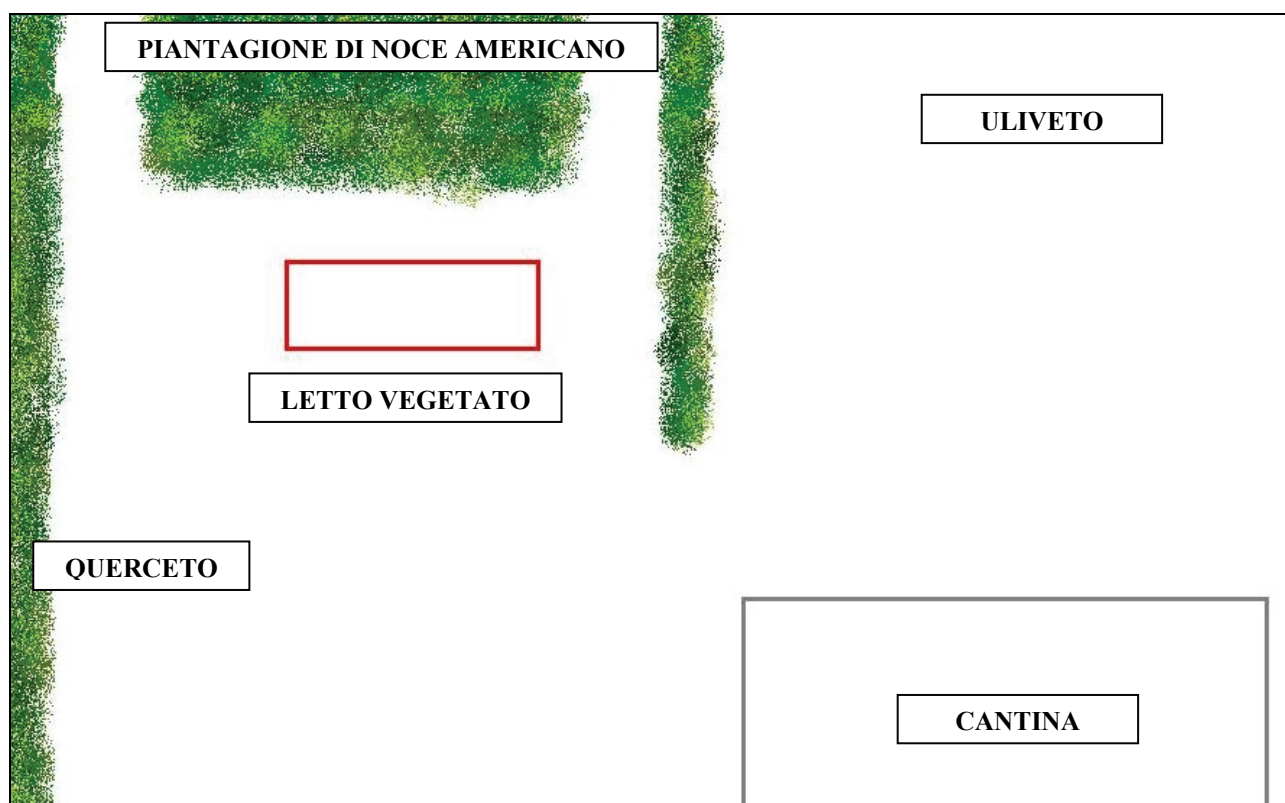 PIANTAGIONE DI NOCE AMERICANO
ULIVETO
LETTO VEGETATO
QUERCETO
CANTINA